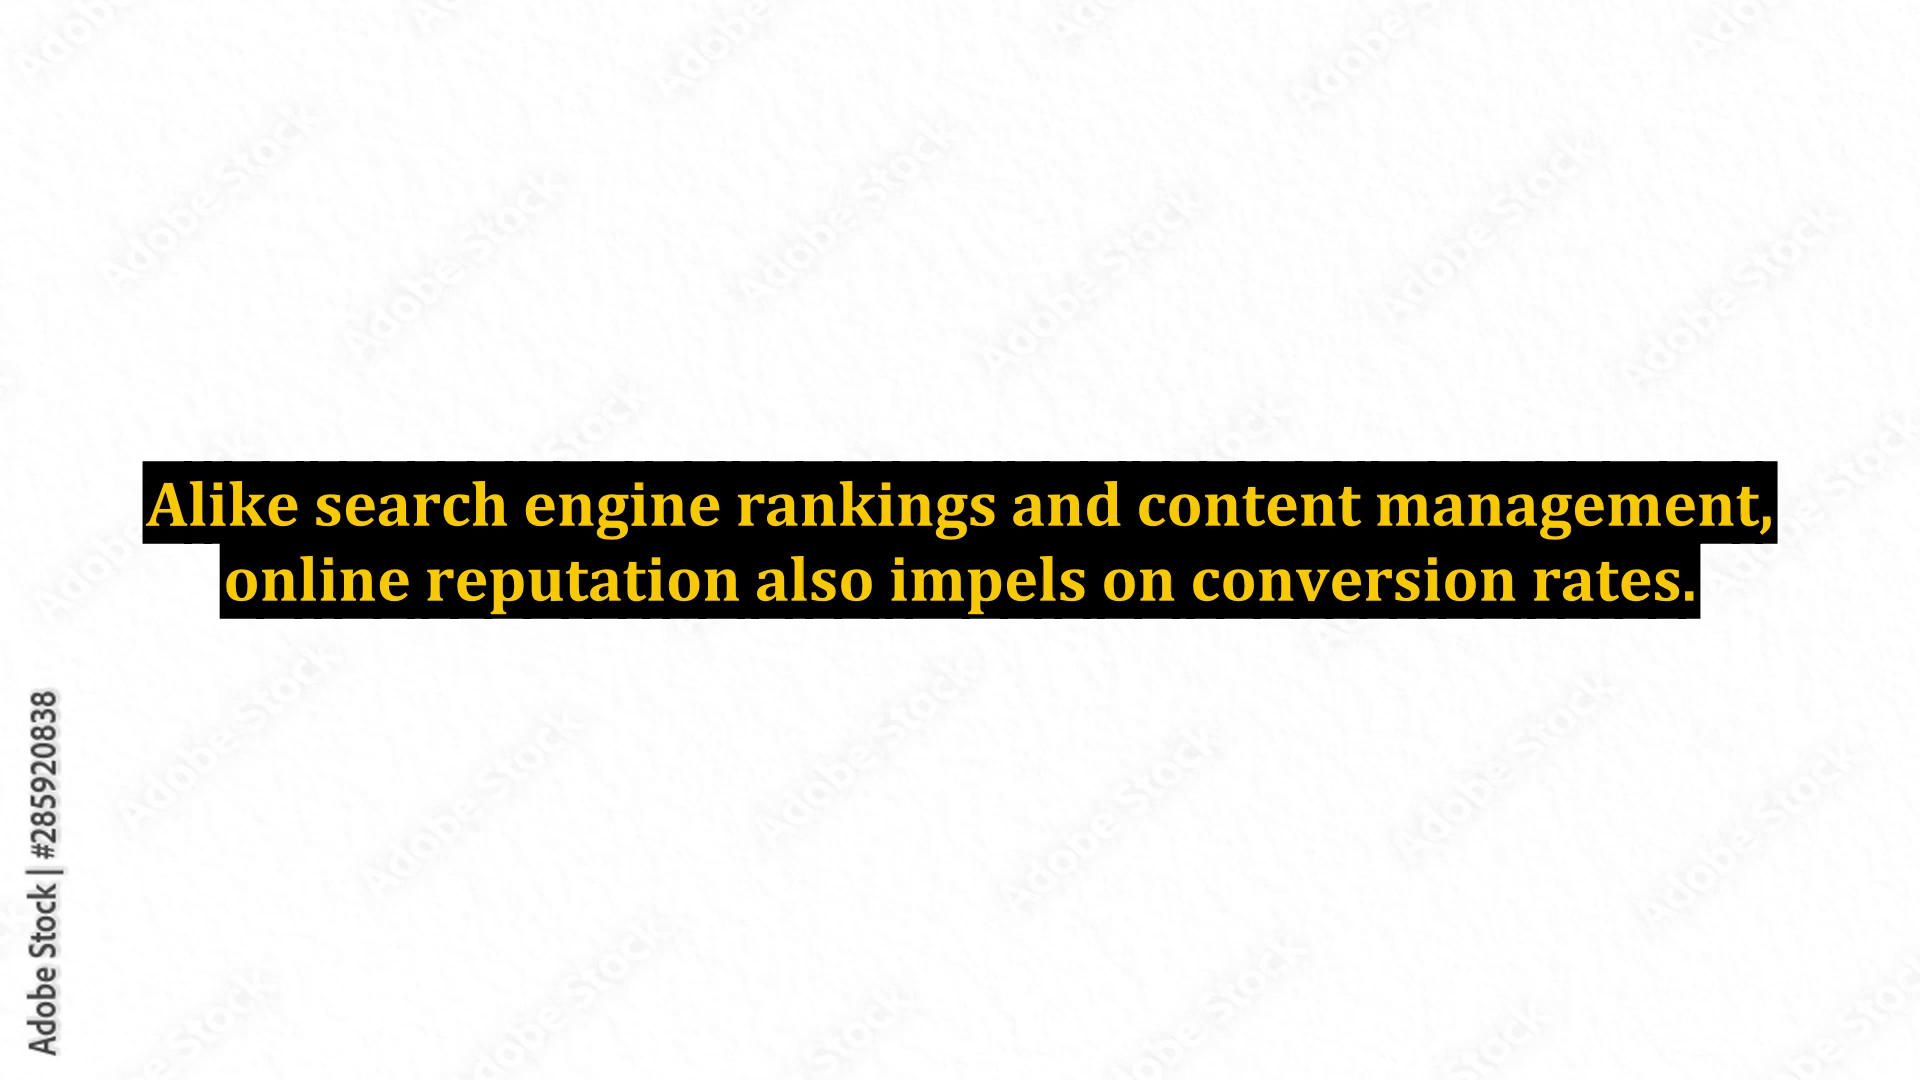 Alike search engine rankings and content management,
online reputation also impels on conversion rates.
Adobe Stock | #285920838